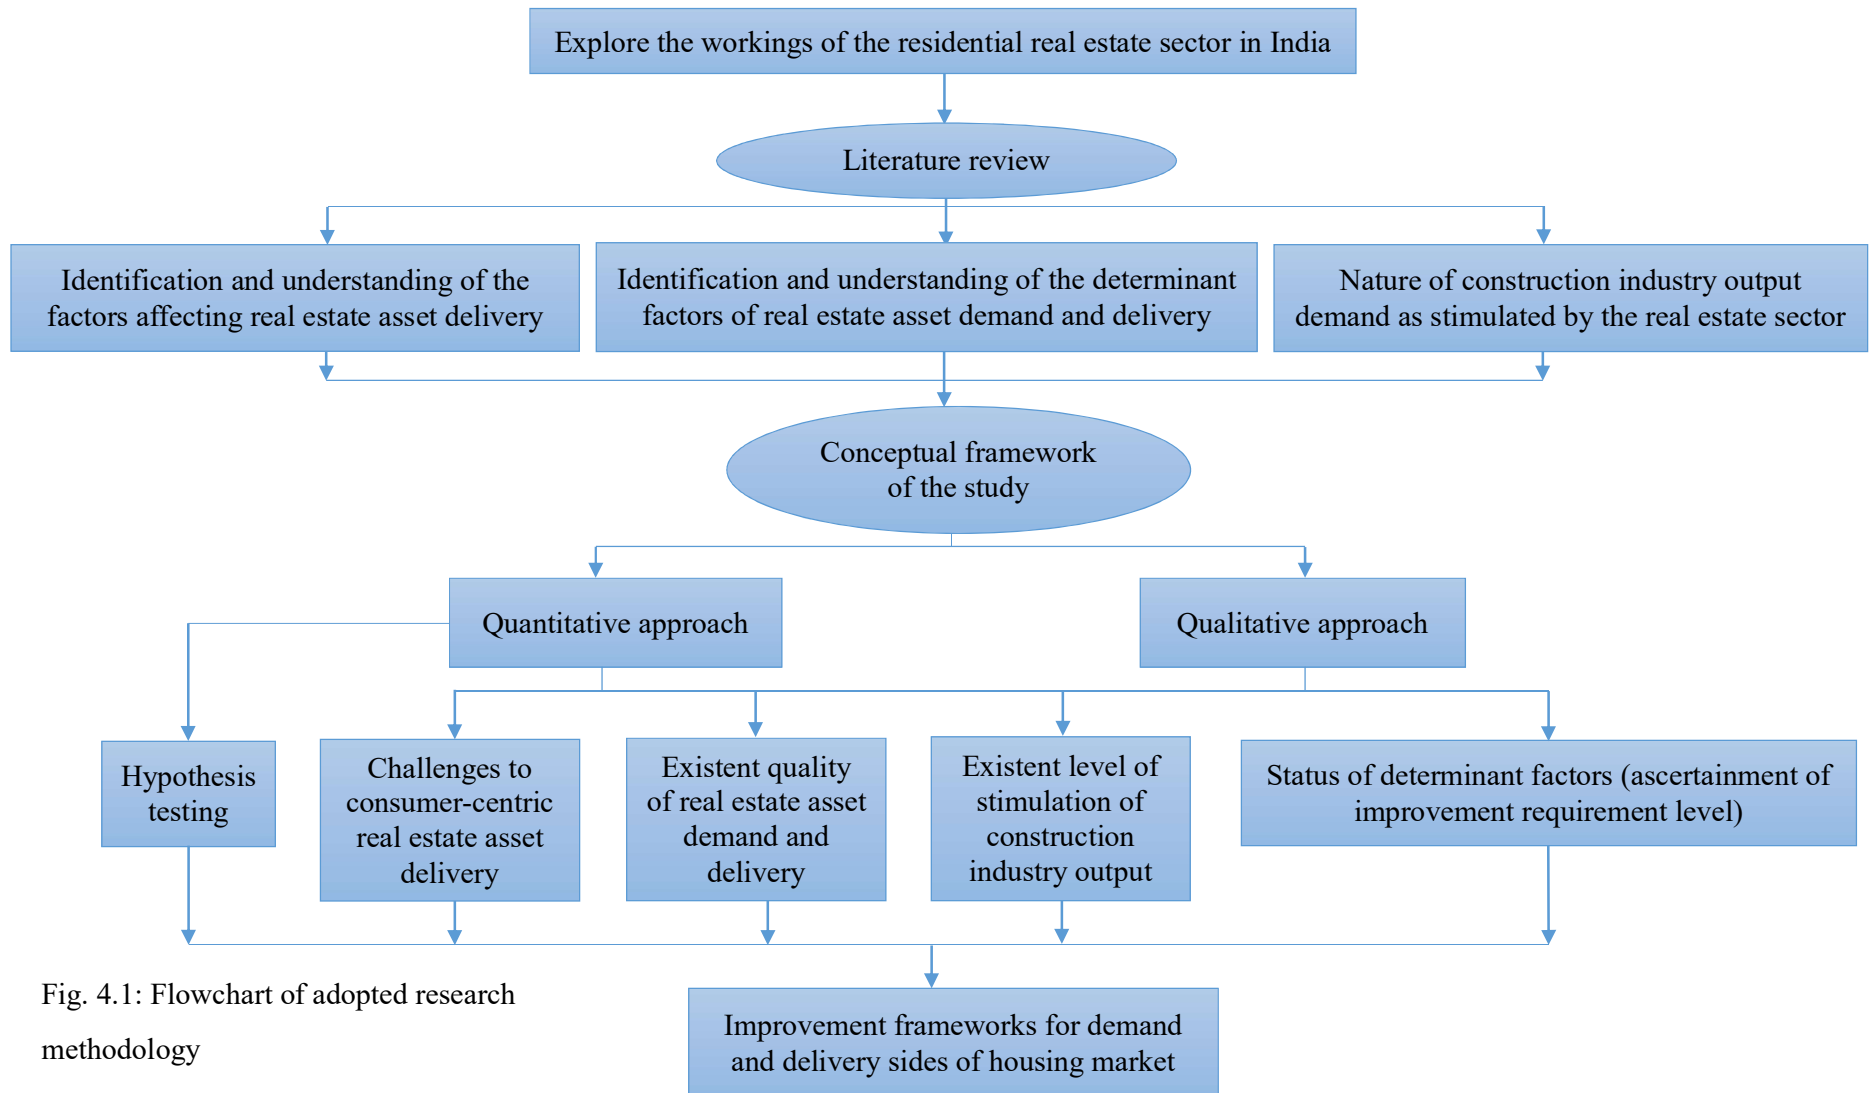 Explore the workings of the residential real estate sector in India
Literature review
Identification and understanding of the
factors affecting real estate asset delivery
Identification and understanding of the determinant
factors of real estate asset demand and delivery
Nature of construction industry output
demand as stimulated by the real estate sector
Conceptual framework
of the study
Quantitative approach
Qualitative approach
Hypothesis
testing
Challenges to
consumer-centric
real estate asset
delivery
Existent quality
of real estate asset
demand and
delivery
Existent level of
stimulation of
construction
industry output
Status of determinant factors (ascertainment of
improvement requirement level)
Improvement frameworks for demand
and delivery sides of housing market
Fig. 4.1: Flowchart of adopted research
methodology